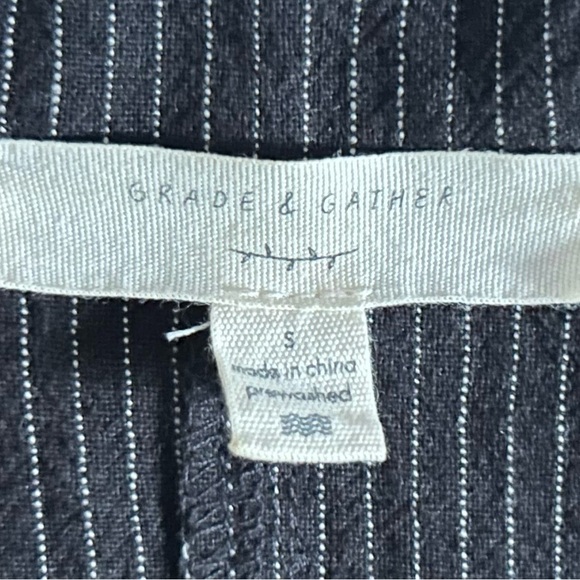 GRADE & GATHER
S
made in china
prewashed